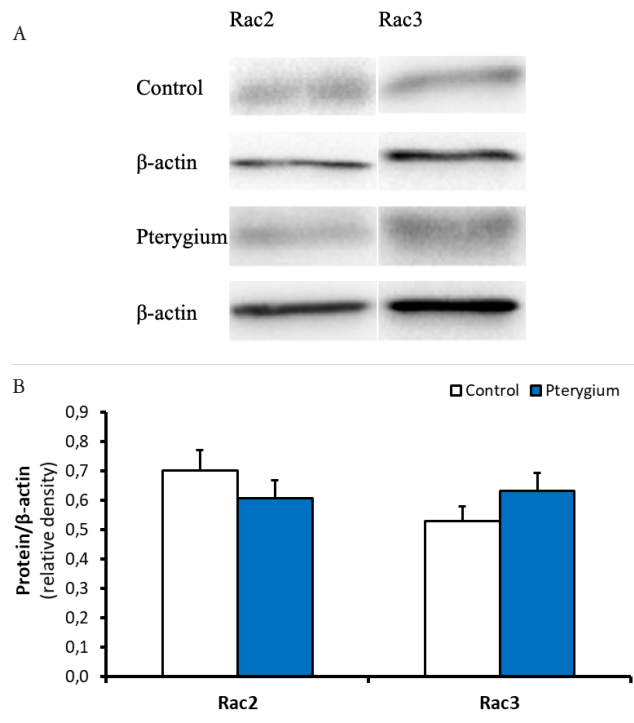 A
Rac2 Rac3
Control
β-actin
Pterygium
β-actin
B
Control Pterygium
0,9
0,8
0,7
0,6
0,5
0,4
0,3
0,2
0,1
0,0
Protein/β-actin
(relative density)
Rac2 Rac3